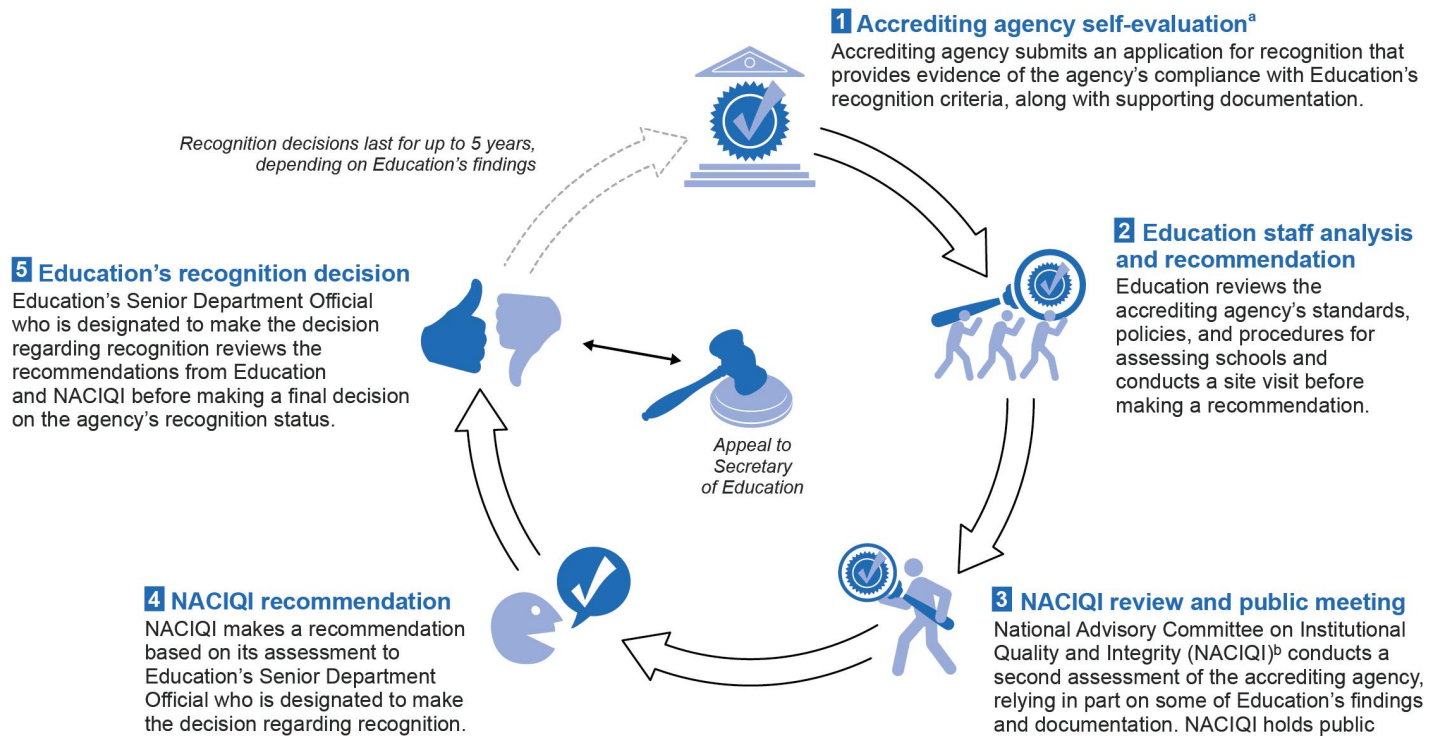 1 Accrediting agency self-evaluationᵃ
Accrediting agency submits an application for recognition that
provides evidence of the agency's compliance with Education's
recognition criteria, along with supporting documentation.
2 Education staff analysis
and recommendation
Education reviews the
accrediting agency's standards,
policies, and procedures for
assessing schools and
conducts a site visit before
making a recommendation.
3 NACIQI review and public meeting
National Advisory Committee on Institutional
Quality and Integrity (NACIQI)ᵇ conducts a
second assessment of the accrediting agency,
relying in part on some of Education's findings
and documentation. NACIQI holds public
4 NACIQI recommendation
NACIQI makes a recommendation
based on its assessment to
Education's Senior Department
Official who is designated to make
the decision regarding recognition.
5 Education's recognition decision
Education's Senior Department Official
who is designated to make the decision
regarding recognition reviews the
recommendations from Education
and NACIQI before making a final decision
on the agency's recognition status.
Recognition decisions last for up to 5 years,
depending on Education's findings
Appeal to
Secretary
of Education